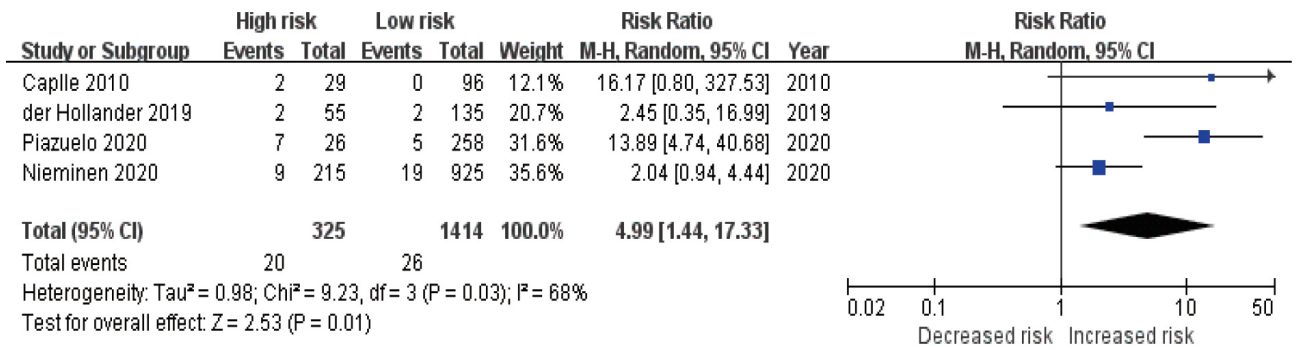 High risk Low risk Risk Ratio Risk Ratio
Study or Subgroup Events Total Events Total Weight M-H, Random, 95% CI Year M-H, Random, 95% CI
Caplle 2010 2 29 0 96 12.1% 16.17 [0.80, 327.53] 2010
der Hollander 2019 2 55 2 135 20.7% 2.45 [0.35, 16.99] 2019
Piazuelo 2020 7 26 5 258 31.6% 13.89 [4.74, 40.68] 2020
Nieminen 2020 9 215 19 925 35.6% 2.04 [0.94, 4.44] 2020
Total (95% CI) 325 1414 100.0% 4.99 [1.44, 17.33]
Total events 20 26
Heterogeneity: Tau² = 0.98; Chi² = 9.23, df = 3 (P = 0.03); I² = 68%
Test for overall effect: Z = 2.53 (P = 0.01)
0.02 0.1 1 10 50
Decreased risk Increased risk